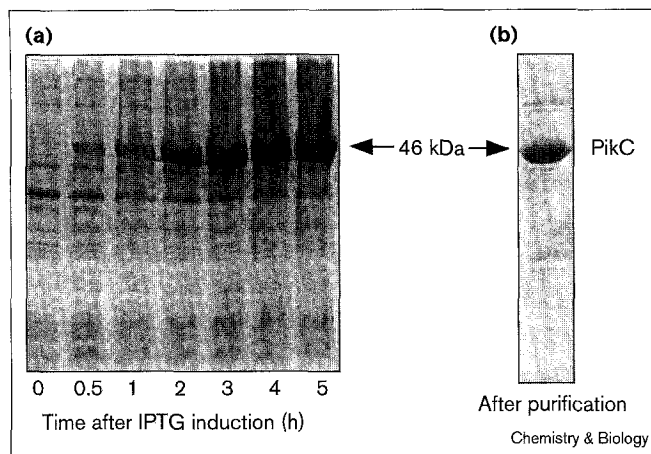 (a)
(b)
46 kDa
PikC
0 0.5 1 2 3 4 5
Time after IPTG induction (h)
After purification
Chemistry & Biology